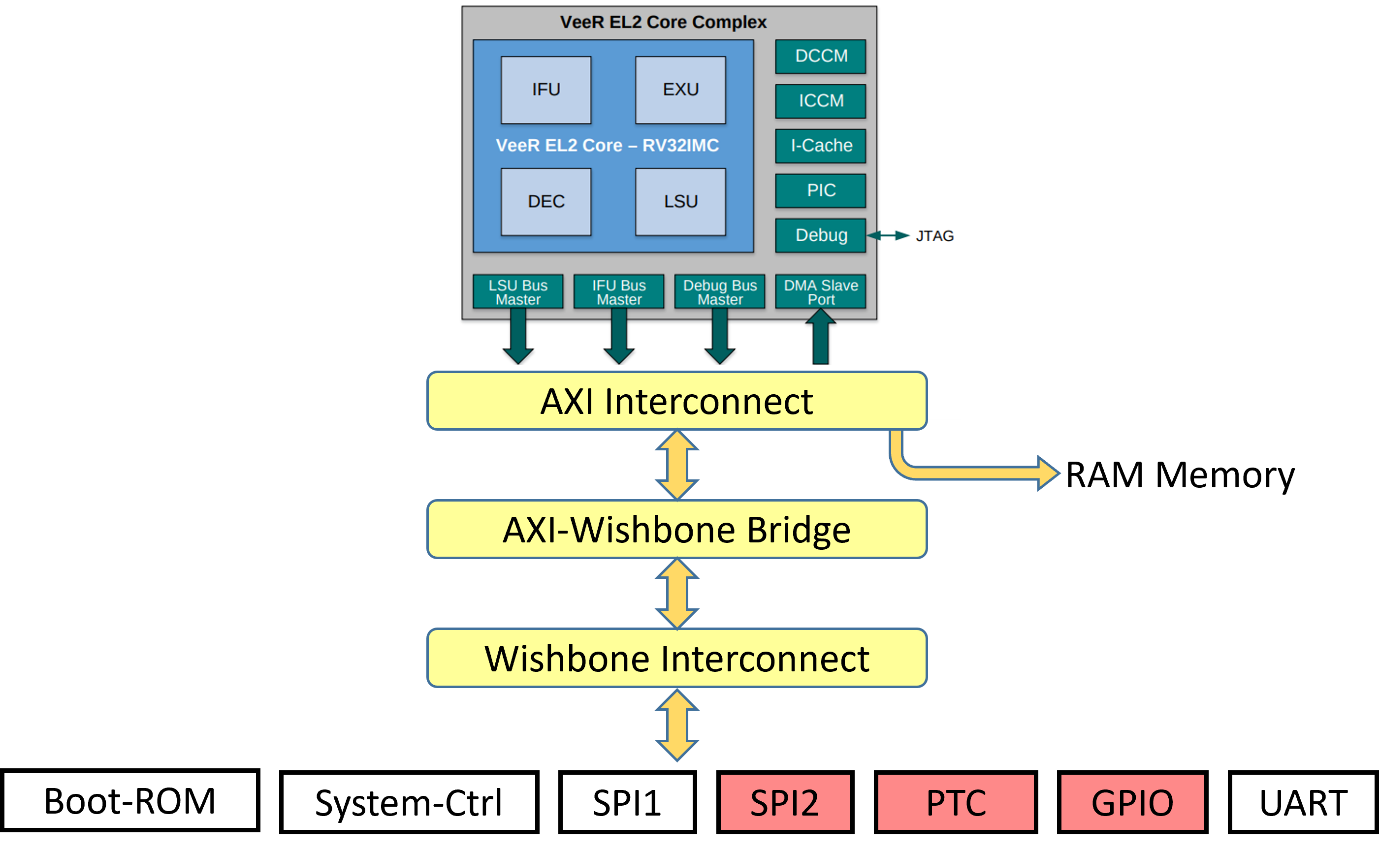 VeeR EL2 Core Complex
IFU
EXU
VeeR EL2 Core – RV32IMC
DEC
LSU
DCCM
ICCM
I-Cache
PIC
Debug
JTAG
LSU Bus
Master
IFU Bus
Master
Debug Bus
Master
DMA Slave
Port
AXI Interconnect
RAM Memory
AXI-Wishbone Bridge
Wishbone Interconnect
Boot-ROM
System-Ctrl
SPI1
SPI2
PTC
GPIO
UART